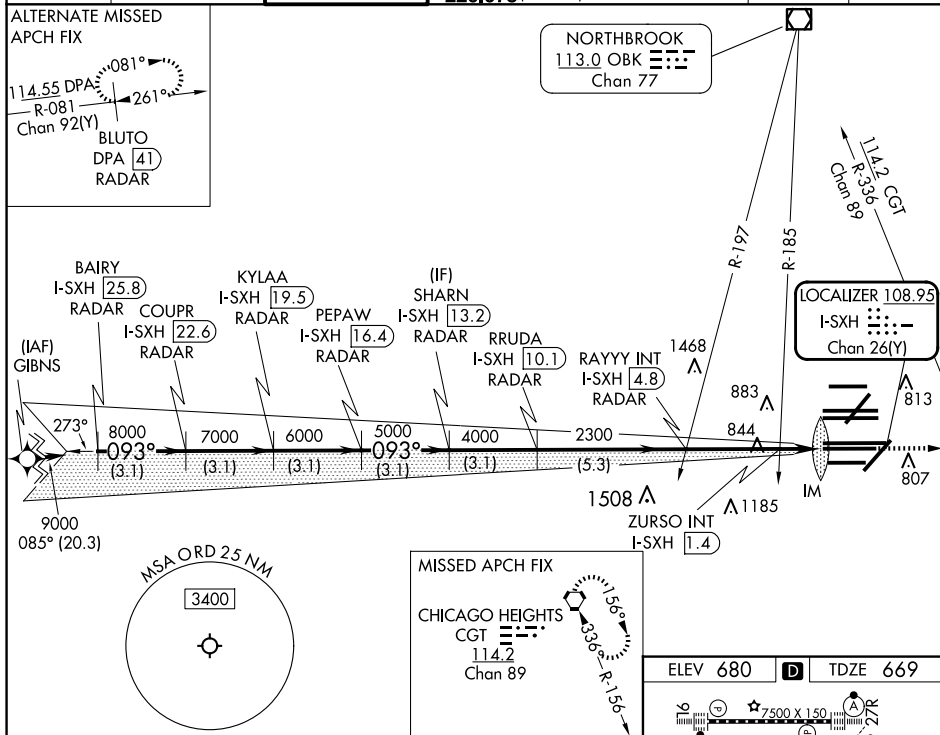 ALTERNATE MISSED
APCH FIX
081°
114.55 DPA
R-081
261°
Chan 92(Y)
BLUTO
DPA 41
RADAR
NORTHBROOK
113.0 OBK
Chan 77
114.2 CGT
R-336
Chan 89
R-197
R-185
LOCALIZER 108.95
I-SXH
Chan 26(Y)
(IAF)
GIBNS
BAIRY
I-SXH 25.8
RADAR
COUPR
I-SXH 22.6
RADAR
KYLAA
I-SXH 19.5
RADAR
PEPAW
I-SXH 16.4
RADAR
(IF)
SHARN
I-SXH 13.2
RADAR
RRUDA
I-SXH 10.1
RADAR
RAYYY INT
I-SXH 4.8
RADAR
1468
883
844
813
807
273°
8000
093°
(3.1)
7000
(3.1)
6000
(3.1)
5000
093°
(3.1)
4000
(3.1)
2300
(5.3)
IM
1508
1185
ZURSO INT
I-SXH 1.4
9000
085° (20.3)
MSA ORD 25 NM
3400
MISSED APCH FIX
CHICAGO HEIGHTS
CGT
114.2
Chan 89
156°
336°
R-156
ELEV 680 D TDZE 669
16
P
7500 X 150
A
27R
P